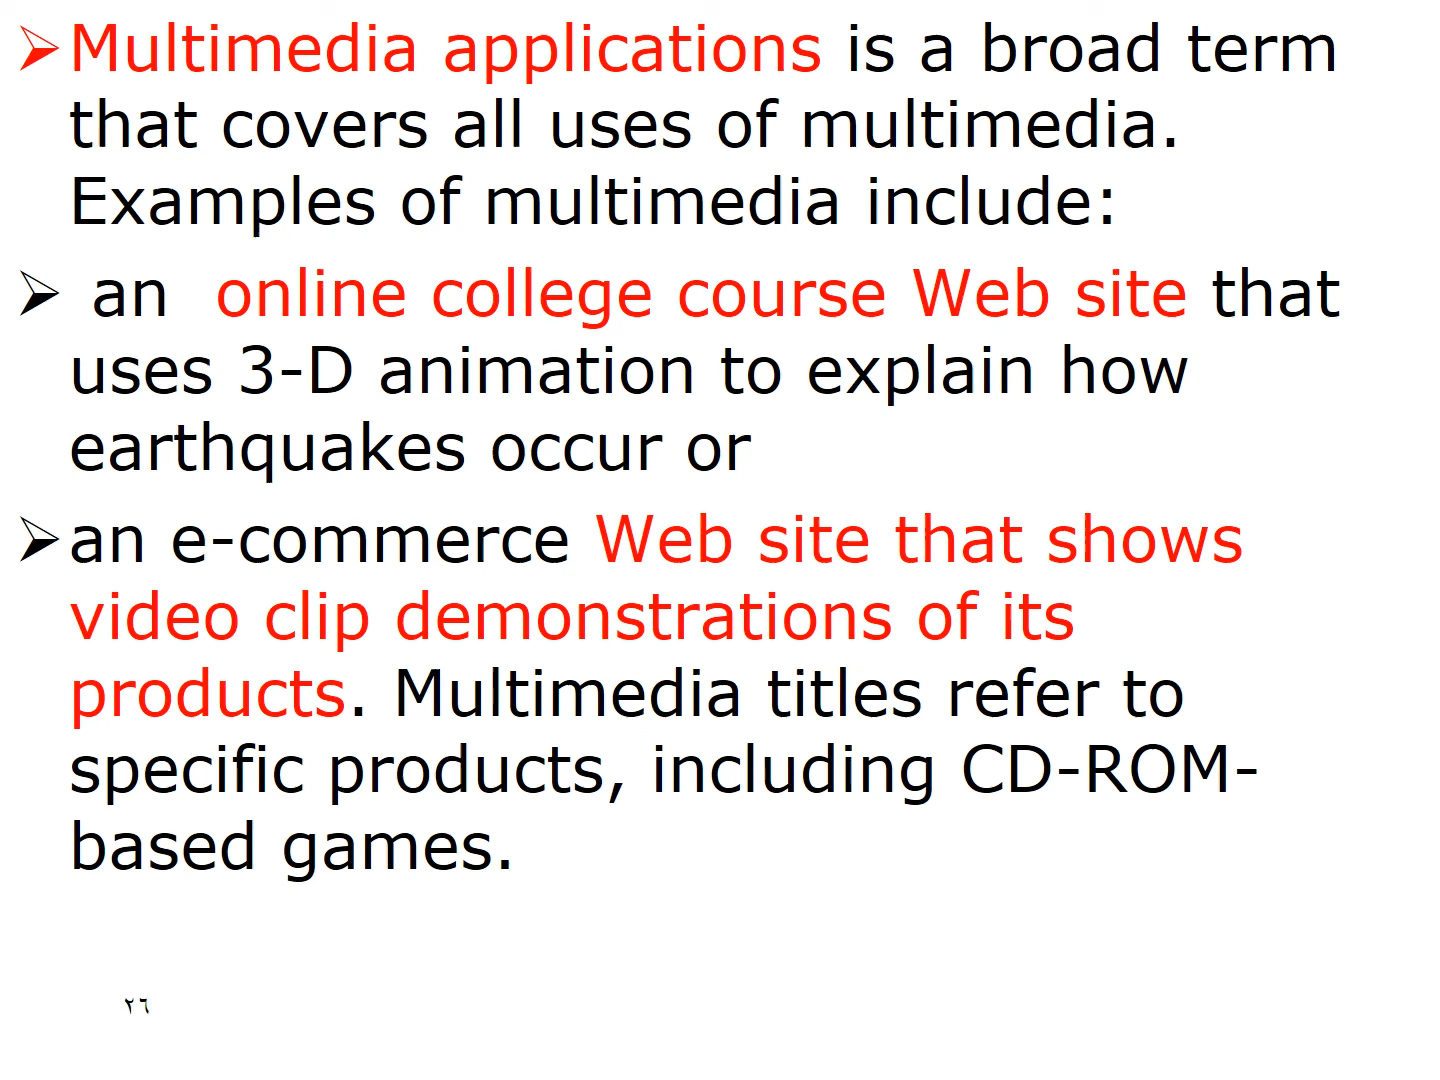 ➢Multimedia applications is a broad term
that covers all uses of multimedia.
Examples of multimedia include:
➢ an  online college course Web site that
uses 3-D animation to explain how
earthquakes occur or
➢an e-commerce Web site that shows
video clip demonstrations of its
products. Multimedia titles refer to
specific products, including CD-ROM-
based games.
٢٦